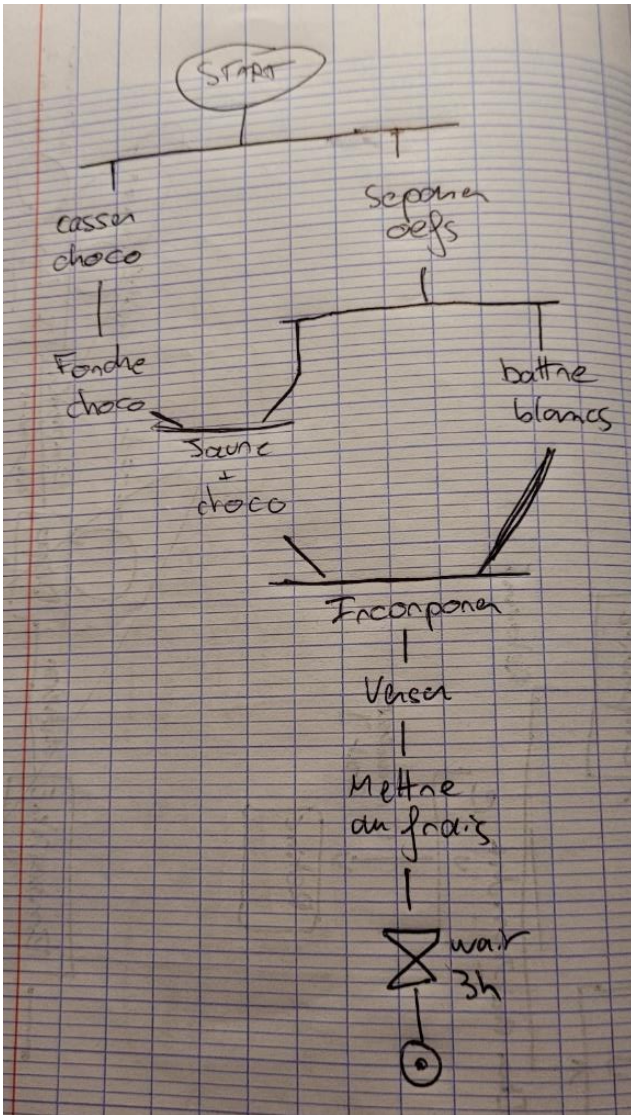 START
casser
choco
Separer
oefs
Fondre
choco
battre
blancs
Jaune
+
choco
Incorporer
Verser
Mettre
au frais
wait
3h